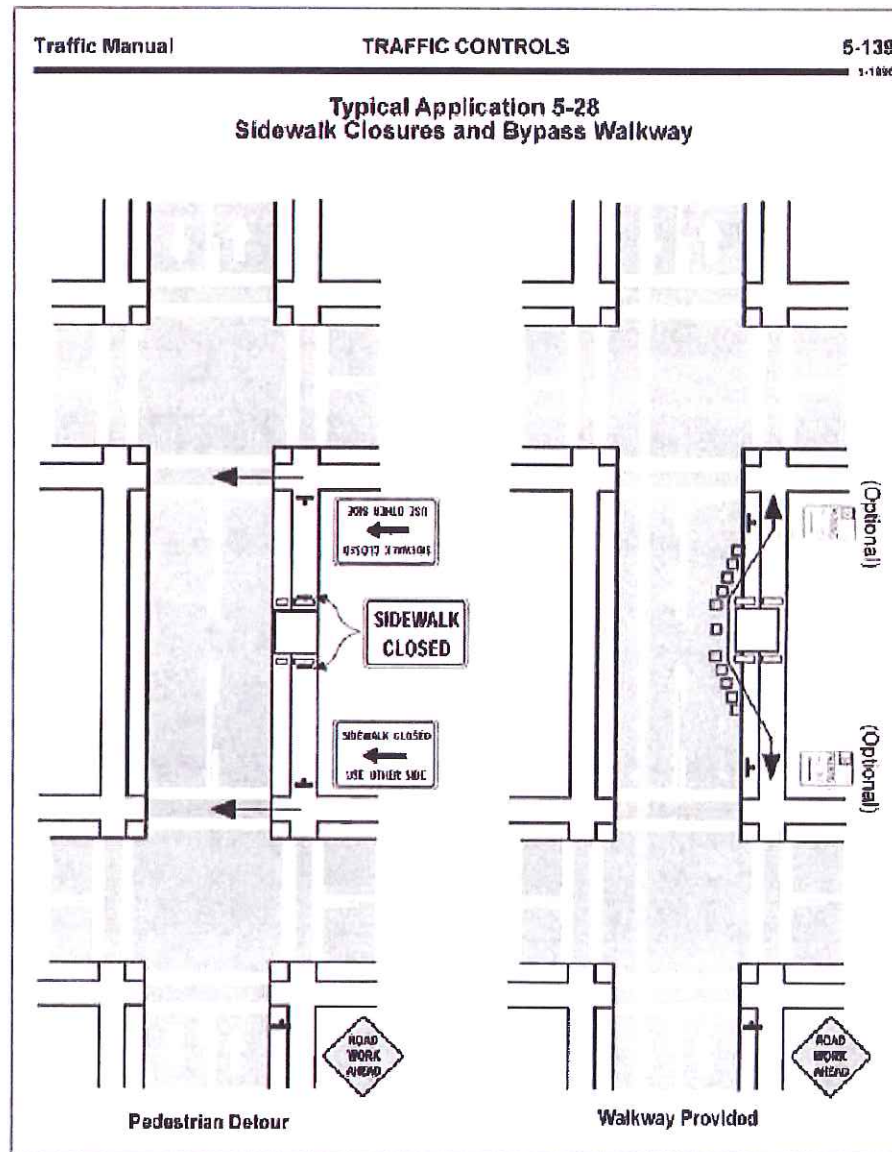 Traffic Manual
TRAFFIC CONTROLS
5-139
Typical Application 5-28
Sidewalk Closures and Bypass Walkway
SIDEWALK CLOSED
USE OTHER SIDE
SIDEWALK
CLOSED
SIDEWALK CLOSED
USE OTHER SIDE
ROAD
WORK
AHEAD
Pedestrian Detour
(Optional)
(Optional)
ROAD
WORK
AHEAD
Walkway Provided